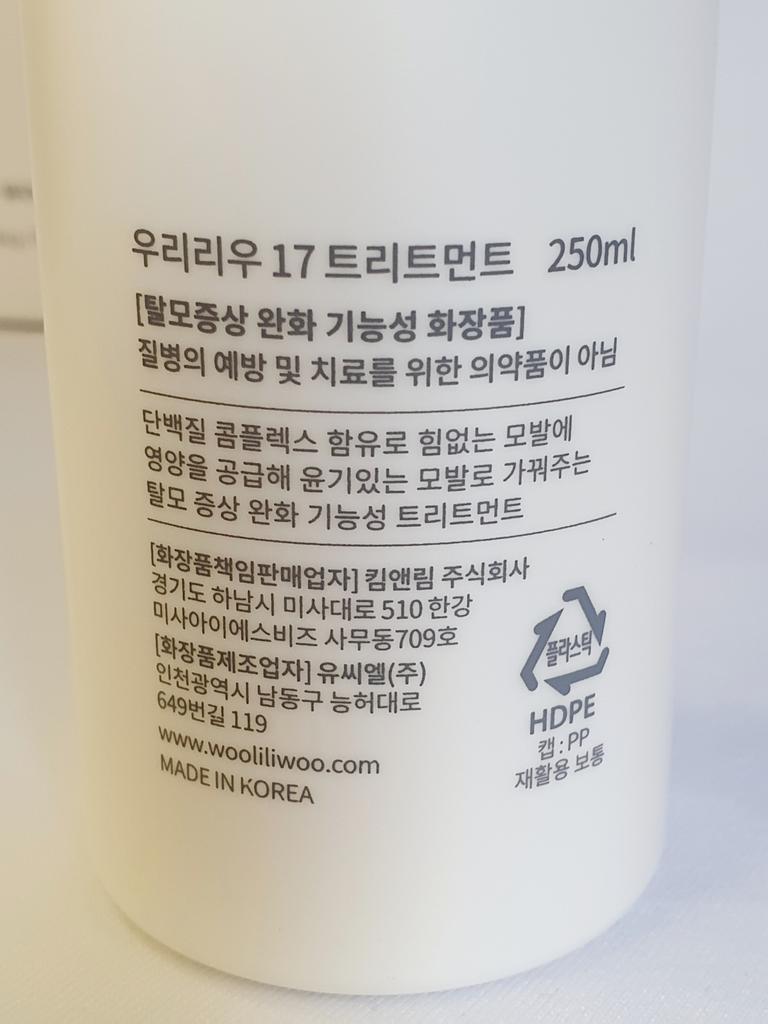 우리리우 17 트리트먼트 250ml
[탈모증상 완화 기능성 화장품]
질병의 예방 및 치료를 위한 의약품이 아님
단백질 콤플렉스 함유로 힘없는 모발에
영양을 공급해 윤기있는 모발로 가꿔주는
탈모 증상 완화 기능성 트리트먼트
[화장품책임판매업자] 킴앤림 주식회사
경기도 하남시 미사대로 510 한강
미사아이에스비즈 사무동709호
[화장품제조업자] 유씨엘(주)
인천광역시 남동구 능허대로
649번길 119
www.wooliliwoo.com
MADE IN KOREA
플라스틱
HDPE
캡 : PP
재활용 보통